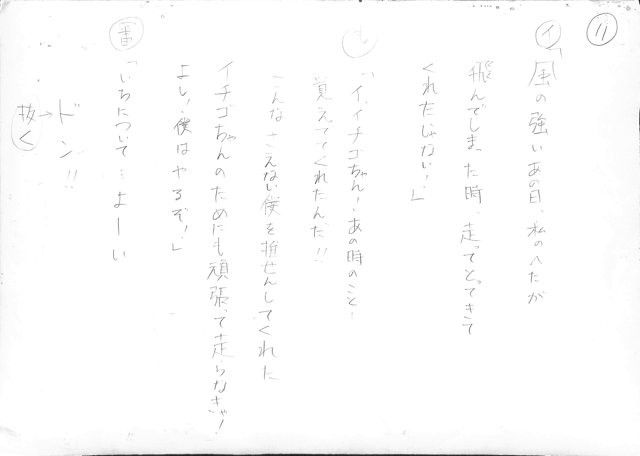 11
イ「風の強いあの日、私のへたが
飛んでしまった時、走ってとってきて
くれたじゃない!」
し「イ、イチゴちゃん!あの時のこと!
覚えててくれたんだ!!
こんなさえない僕を推せんしてくれた
イチゴちゃんのためにも頑張って走らなきゃ!
よし!僕はやるぞ!」
番「いちについて…よーい
ドン!!
→抜く